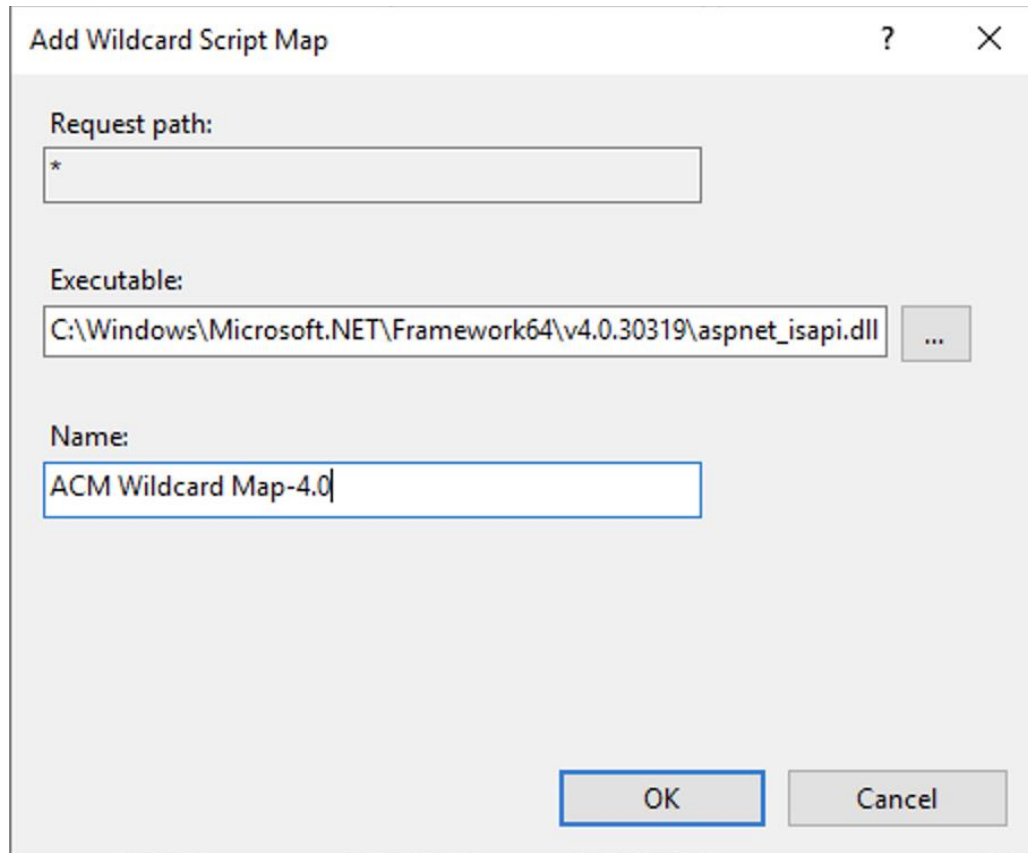 Add Wildcard Script Map
?
Request path:
*
Executable:
C:\Windows\Microsoft.NET\Framework64\v4.0.30319\aspnet_isapi.dll
...
Name:
ACM Wildcard Map-4.0
OK
Cancel